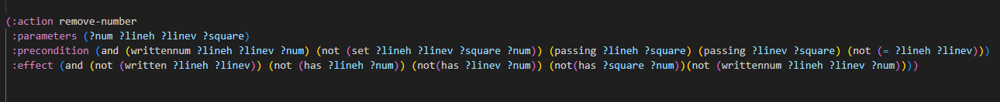 (:action remove-number
:parameters (?num ?lineh ?linev ?square)
:precondition (and (writtennum ?lineh ?linev ?num) (not (set ?lineh ?linev ?square ?num)) (passing ?lineh ?square) (passing ?linev ?square) (not (= ?lineh ?linev)))
:effect (and (not (written ?lineh ?linev)) (not (has ?lineh ?num)) (not(has ?linev ?num)) (not(has ?square ?num))(not (writtennum ?lineh ?linev ?num))))